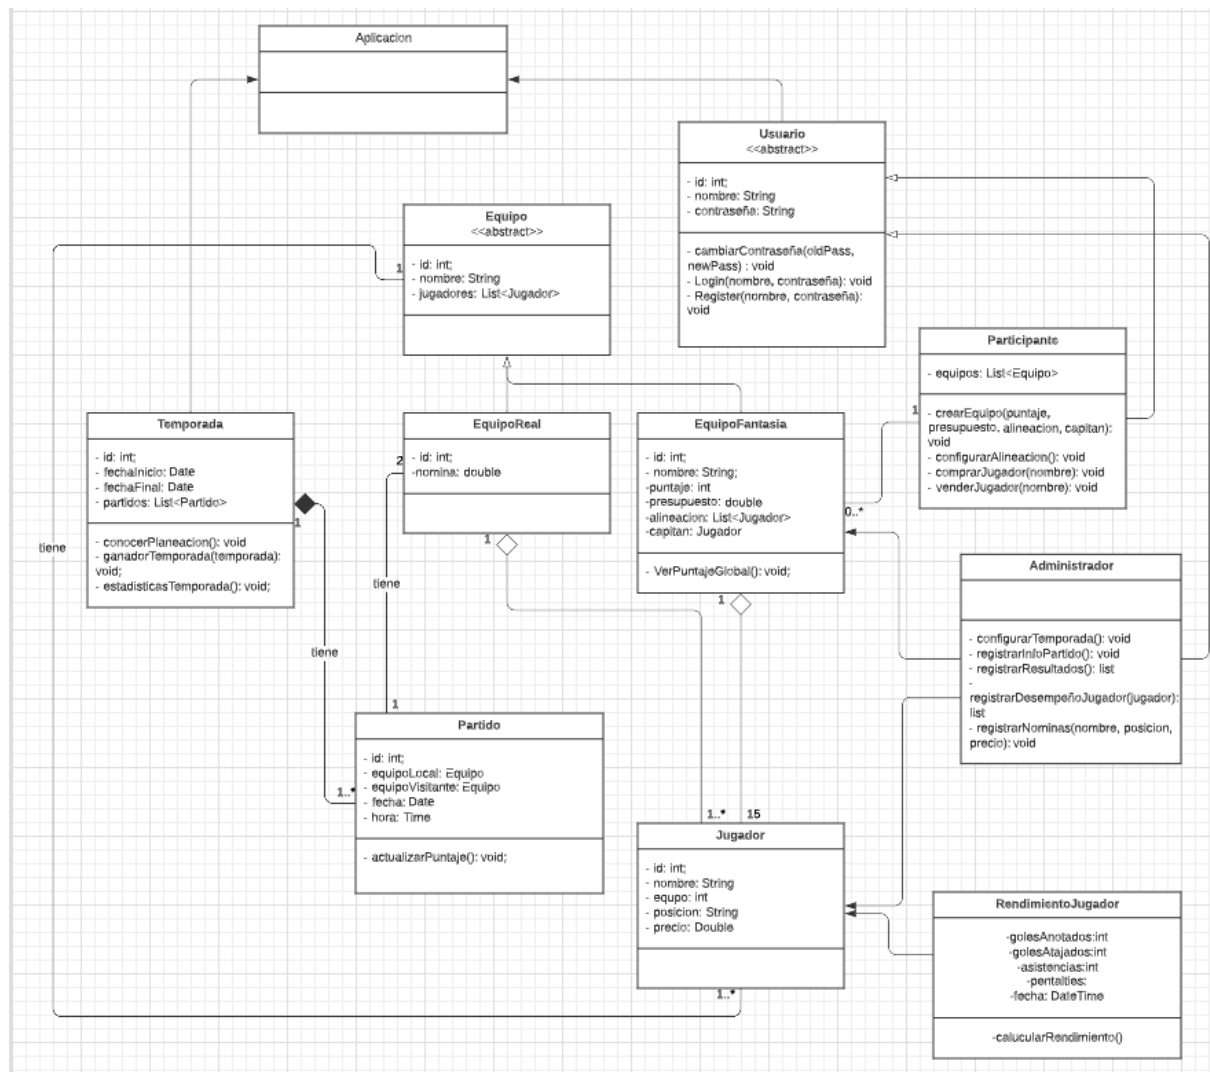 Aplicacion
Usuario
<<abstract>>
- id: int;
- nombre: String
- contraseña: String
- cambiarContraseña(oldPass,
newPass) : void
- Login(nombre, contraseña): void
- Register(nombre, contraseña):
void
Equipo
<<abstract>>
- id: int;
- nombre: String
- jugadores: List<Jugador>
1
Participante
- equipos: List<Equipo>
- crearEquipo(puntaje,
presupuesto, alineacion, capitan):
void
- configurarAlineacion(): void
- comprarJugador(nombre): void
- venderJugador(nombre): void
1
Temporada
- id: int;
- fechaInicio: Date
- fechaFinal: Date
- partidos: List<Partido>
- conocerPlaneacion(): void
- ganadorTemporada(temporada):
void;
- estadisticasTemporada(): void;
1
EquipoReal
- id: int;
-nomina: double
2
1
EquipoFantasia
- id: int;
- nombre: String;
-puntaje: int
-presupuesto: double
-alineacion: List<Jugador>
-capitan: Jugador
- VerPuntajeGlobal(): void;
0..*
1
tiene
tiene
tiene
Administrador
- configurarTemporada(): void
- registrarInfoPartido(): void
- registrarResultados(): list
-
registrarDesempeñoJugador(jugador):
list
- registrarNominas(nombre, posicion,
precio): void
1
Partido
- id: int;
- equipoLocal: Equipo
- equipoVisitante: Equipo
- fecha: Date
- hora: Time
- actualizarPuntaje(): void;
1..*
1..*
15
Jugador
- id: int;
- nombre: String
- equpo: int
- posicion: String
- precio: Double
1..*
RendimientoJugador
-golesAnotados:int
-golesAtajados:int
-asistencias:int
-pentalties:
-fecha: DateTime
-calucularRendimiento()